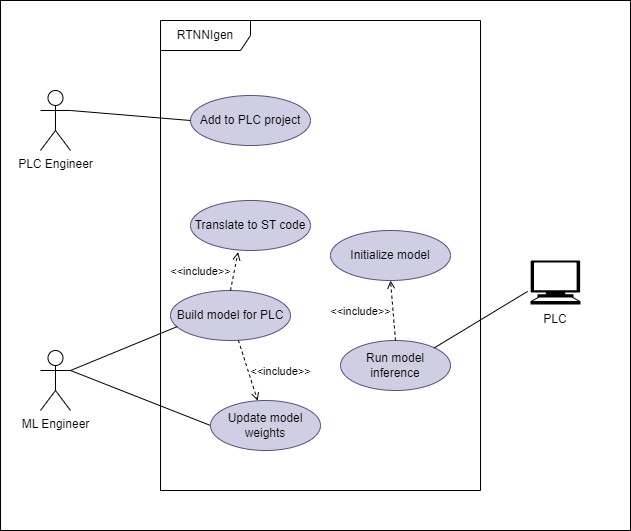 RTNNIgen
Add to PLC project
PLC Engineer
Translate to ST code
Initialize model
<<include>>
Build model for PLC
<<include>>
PLC
Run model
inference
<<include>>
ML Engineer
Update model
weights